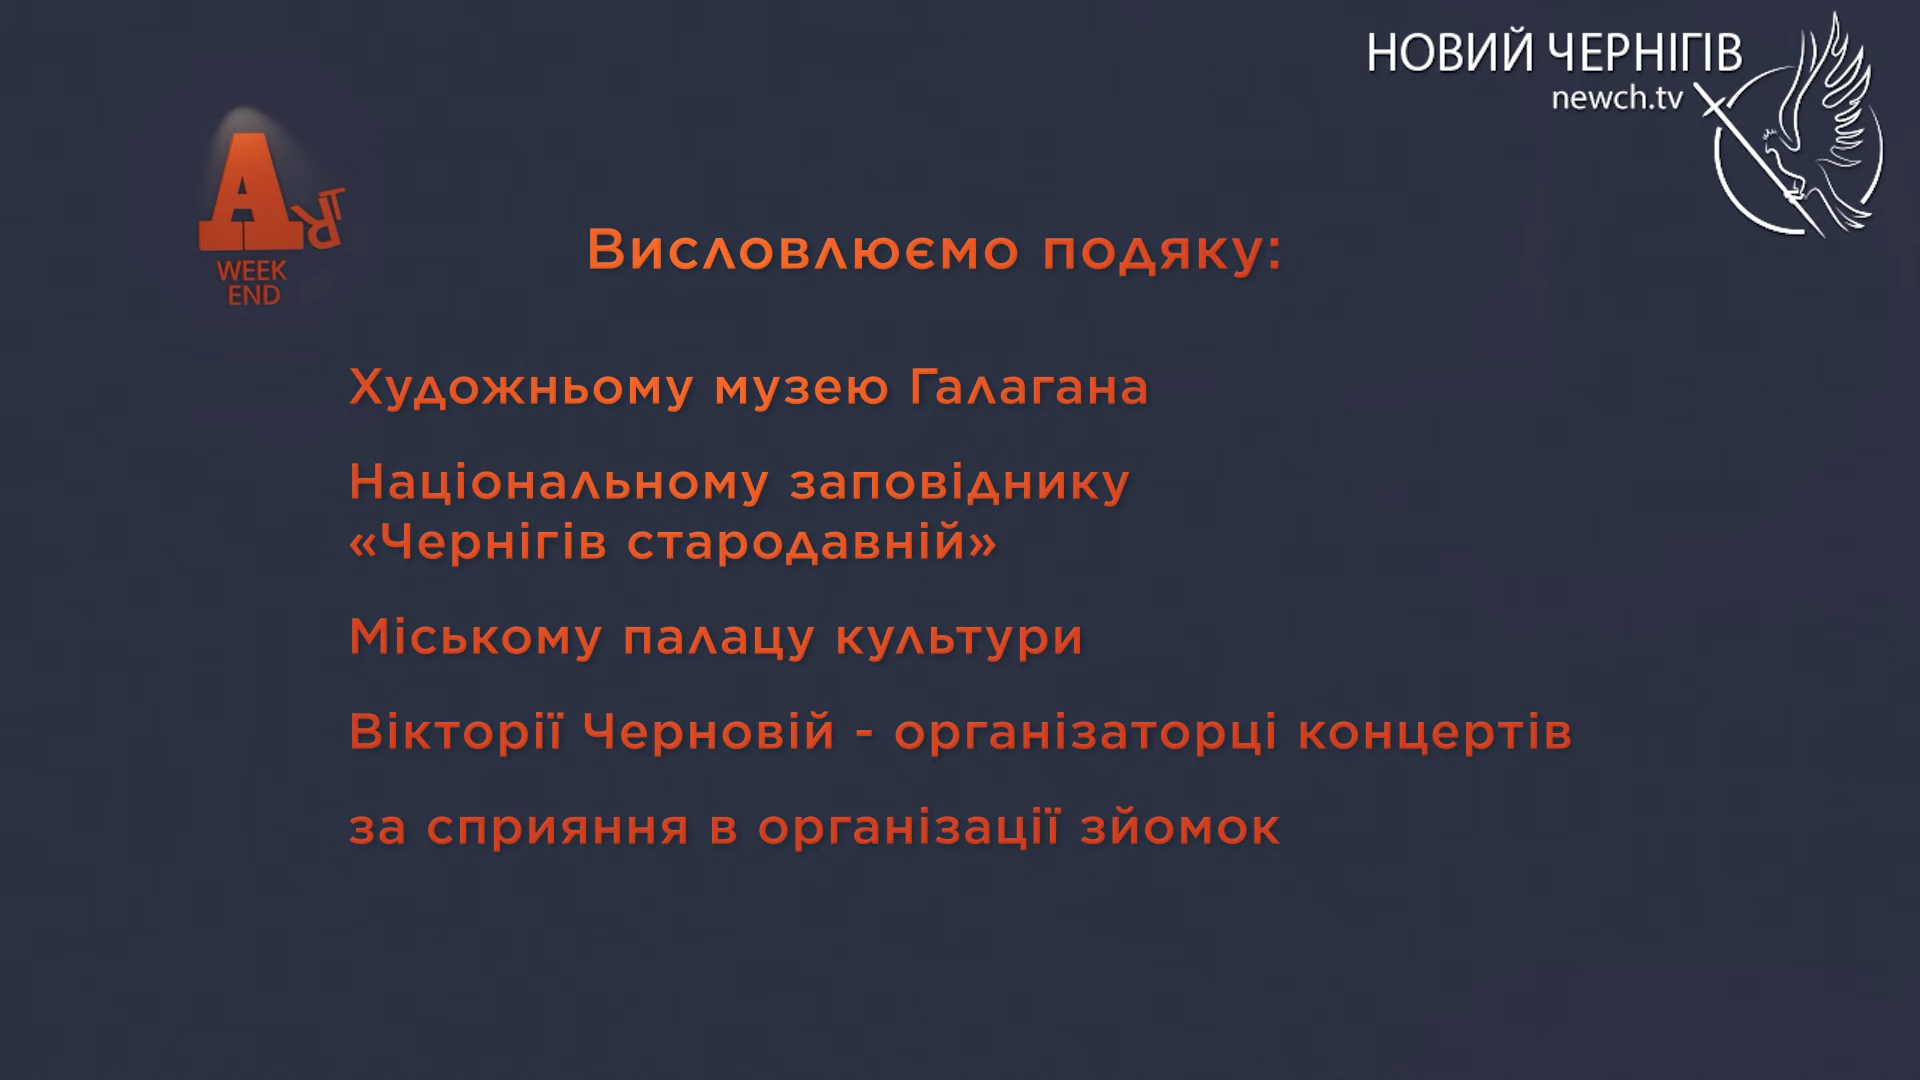 НОВИЙ ЧЕРНІГІВ
newch.tv
ART
WEEK
END
Висловлюємо подяку:
Художньому музею Галагана
Національному заповіднику
«Чернігів стародавній»
Міському палацу культури
Вікторії Черновій - організаторці концертів
за сприяння в організації зйомок